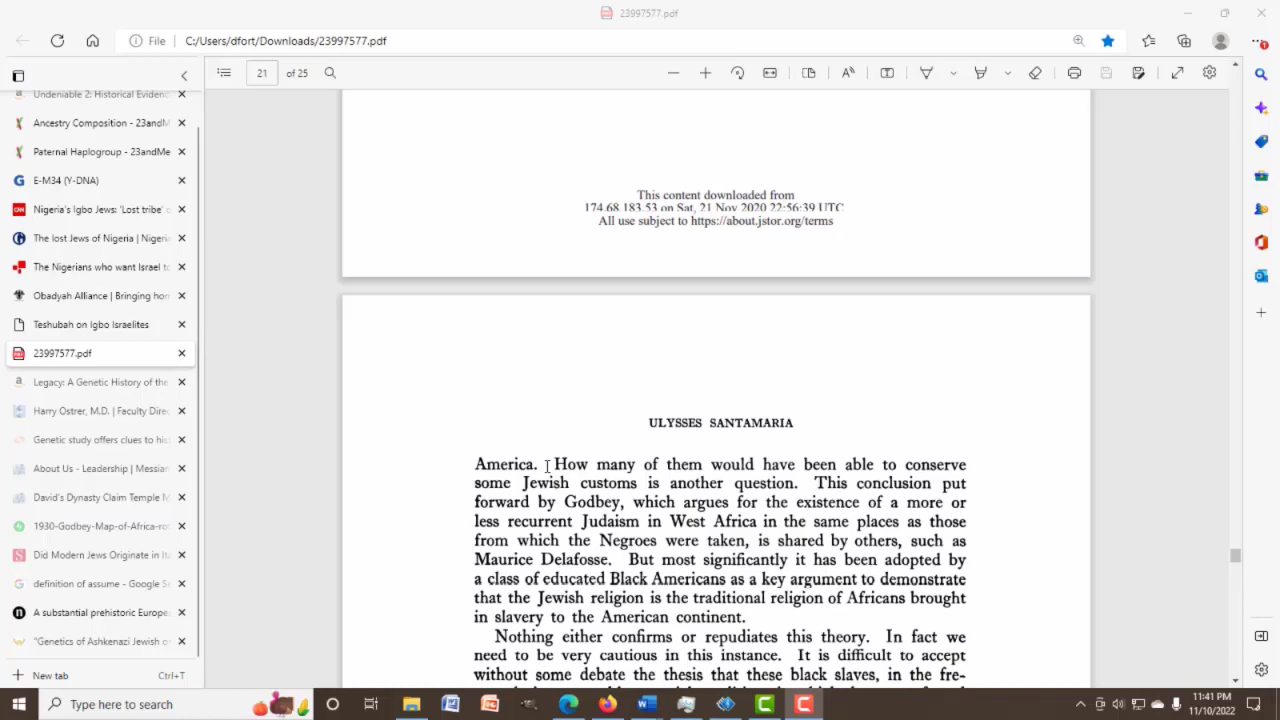 23997577.pdf
File
C:/Users/dfort/Downloads/23997577.pdf
21 of 25
Undeniable 2: Historical Eviden
Ancestry Composition - 23andM
Paternal Haplogroup - 23andMe
E-M34 (Y-DNA)
Nigeria's Igbo Jews: 'Lost tribe' o
The lost Jews of Nigeria | Nigeri
The Nigerians who want Israel to
Obadyah Alliance | Bringing hom
Teshubah on Igbo Israelites
23997577.pdf
Legacy: A Genetic History of the
Harry Ostrer, M.D. | Faculty Dire
Genetic study offers clues to his
About Us - Leadership | Messian
David's Dynasty Claim Temple M
1930-Godbey-Map-of-Africa-ro
Did Modern Jews Originate in Ita
definition of assume - Google Se
A substantial prehistoric Europea
"Genetics of Ashkenazi Jewish o
New tab Ctrl+T
This content downloaded from
174.68.183.53 on Sat, 21 Nov 2020 22:56:39 UTC
All use subject to https://about.jstor.org/terms
ULYSSES SANTAMARIA
America. How many of them would have been able to conserve
some Jewish customs is another question. This conclusion put
forward by Godbey, which argues for the existence of a more or
less recurrent Judaism in West Africa in the same places as those
from which the Negroes were taken, is shared by others, such as
Maurice Delafosse. But most significantly it has been adopted by
a class of educated Black Americans as a key argument to demonstrate
that the Jewish religion is the traditional religion of Africans brought
in slavery to the American continent.
Nothing either confirms or repudiates this theory. In fact we
need to be very cautious in this instance. It is difficult to accept
without some debate the thesis that these black slaves, in the fre-
Type here to search
11:41 PM
11/10/2022